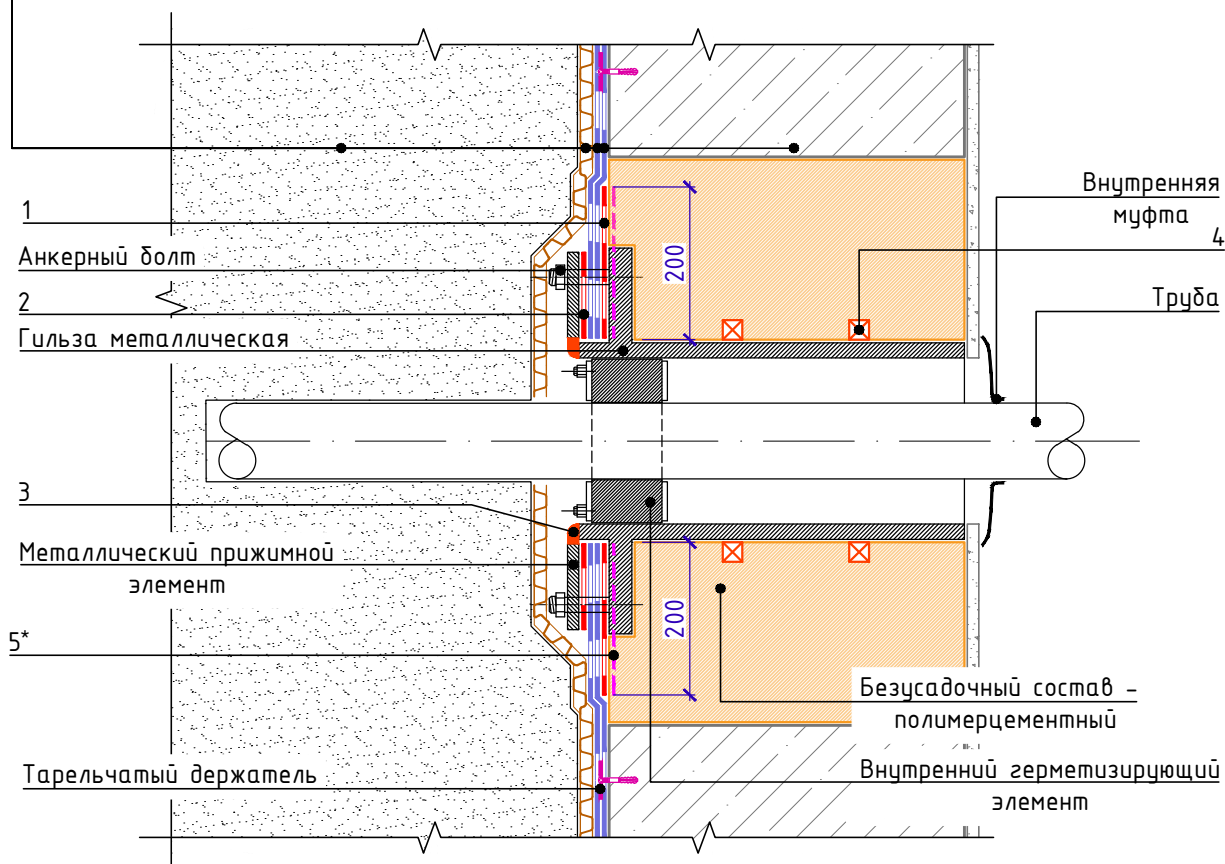 1
Анкерный болт
2
Гильза металлическая
3
Металлический прижимной
элемент
5*
Тарельчатый держатель
200
200
Внутренняя
муфта
4
Труба
Безусадочный состав -
полимерцементный
Внутренний герметизирующий
элемент